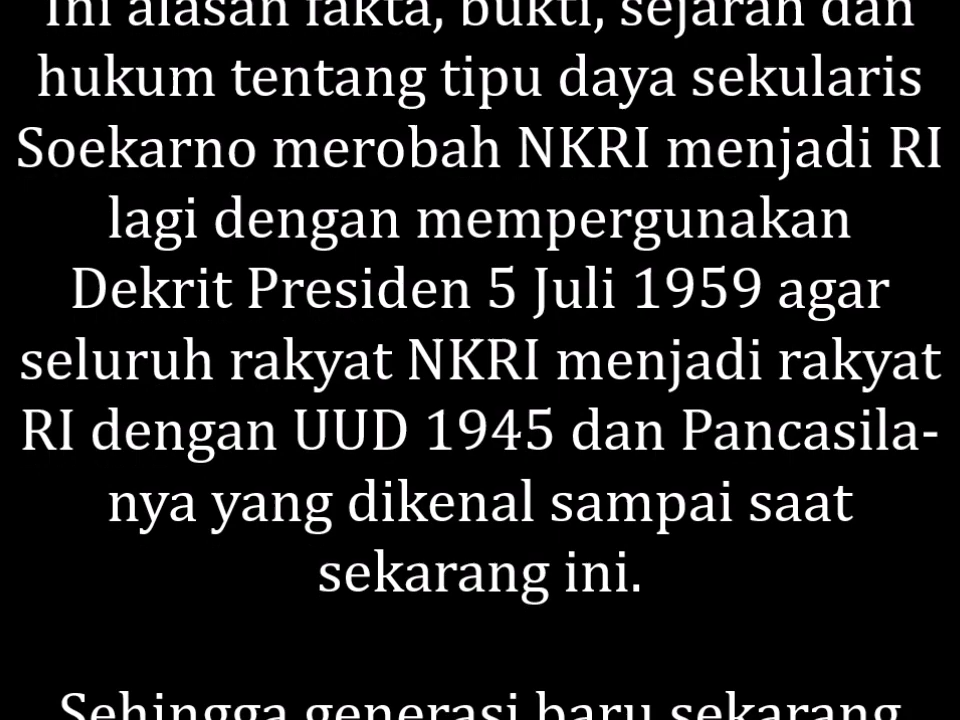 Ini alasan fakta, bukti, sejarah dan
hukum tentang tipu daya sekularis
Soekarno merobah NKRI menjadi RI
lagi dengan mempergunakan
Dekrit Presiden 5 Juli 1959 agar
seluruh rakyat NKRI menjadi rakyat
RI dengan UUD 1945 dan Pancasila-
nya yang dikenal sampai saat
sekarang ini.
Sehingga generasi baru sekarang